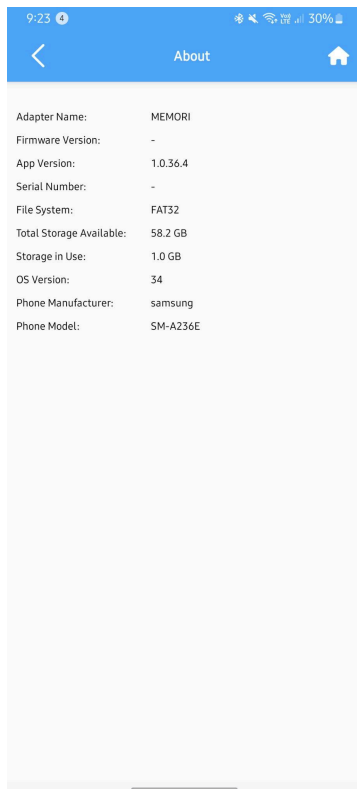 9:23 4 Vo) LTE 30%
About
Adapter Name: MEMORI
Firmware Version: -
App Version: 1.0.36.4
Serial Number: -
File System: FAT32
Total Storage Available: 58.2 GB
Storage in Use: 1.0 GB
OS Version: 34
Phone Manufacturer: samsung
Phone Model: SM-A236E